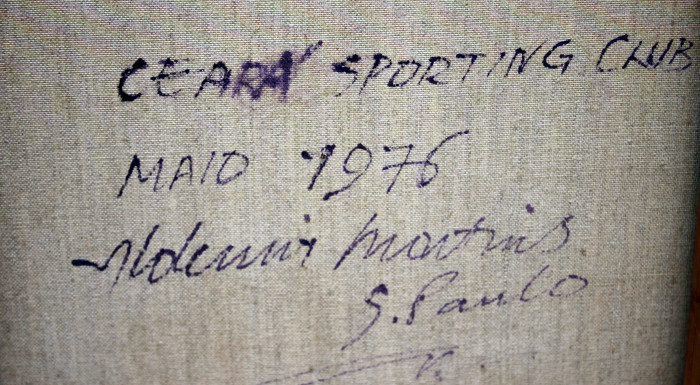 CEARÁ SPORTING CLUB
MAIO 1976
Aldemir Martins
S. Paulo